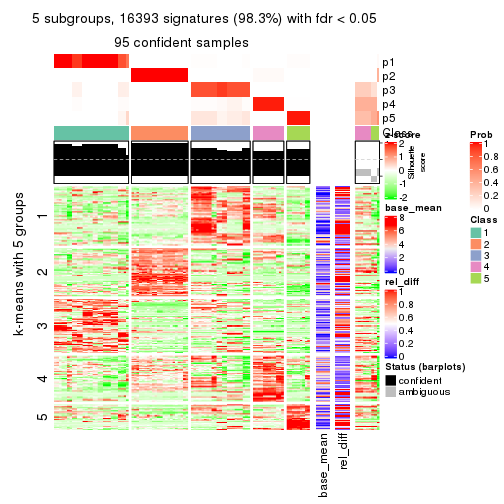 5 subgroups, 16393 signatures (98.3%) with fdr < 0.05
95 confident samples
p1
p2
p3
p4
p5
Class
Silhouette
score
k-means with 5 groups
1
2
3
4
5
base_mean
rel_diff
z-score
2
1
0
-1
-2
base_mean
8
6
4
2
0
rel_diff
1
0.8
0.6
0.4
0.2
0
Status (barplots)
confident
ambiguous
Prob
1
0.8
0.6
0.4
0.2
0
Class
1
2
3
4
5